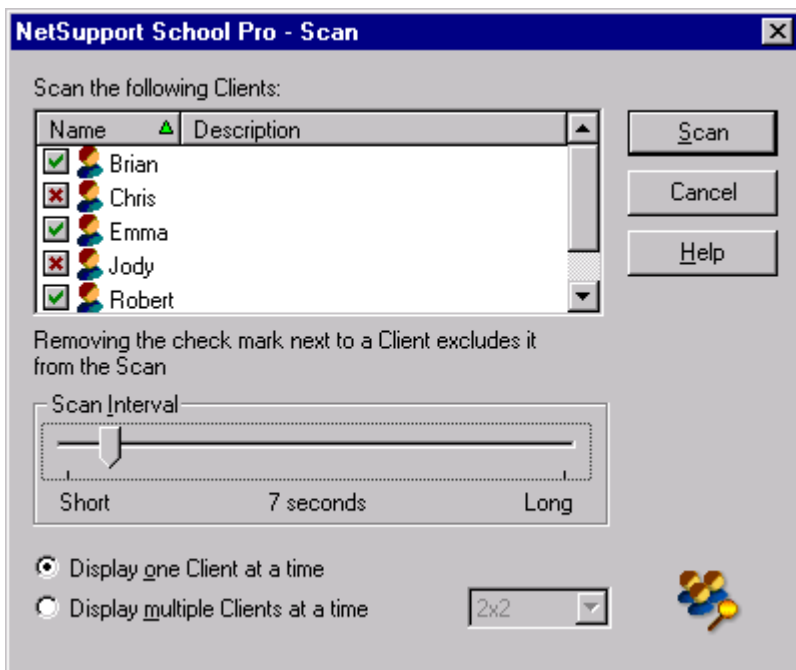 NetSupport School Pro - Scan
Scan the following Clients:
Name Description
Brian
Chris
Emma
Jody
Robert
Scan
Cancel
Help
Removing the check mark next to a Client excludes it
from the Scan
Scan Interval
Short 7 seconds Long
Display one Client at a time
Display multiple Clients at a time 2x2